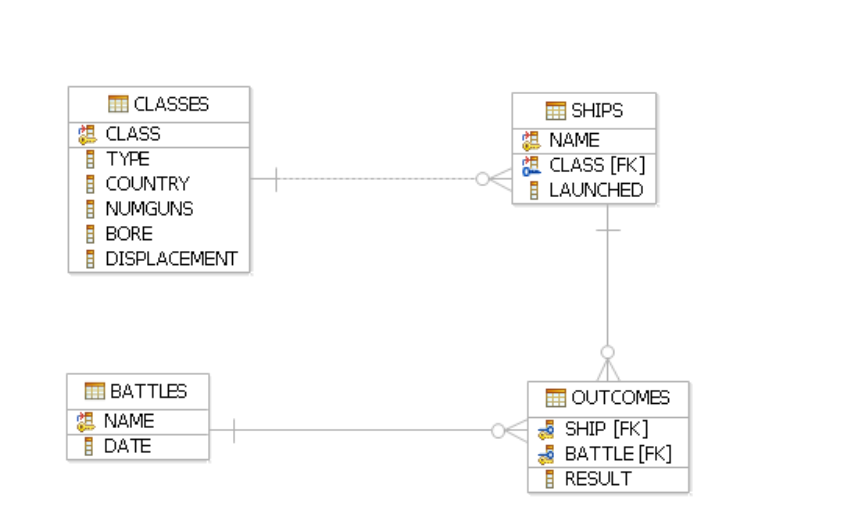 CLASSES
CLASS
TYPE
COUNTRY
NUMGUNS
BORE
DISPLACEMENT
SHIPS
NAME
CLASS [FK]
LAUNCHED
BATTLES
NAME
DATE
OUTCOMES
SHIP [FK]
BATTLE [FK]
RESULT